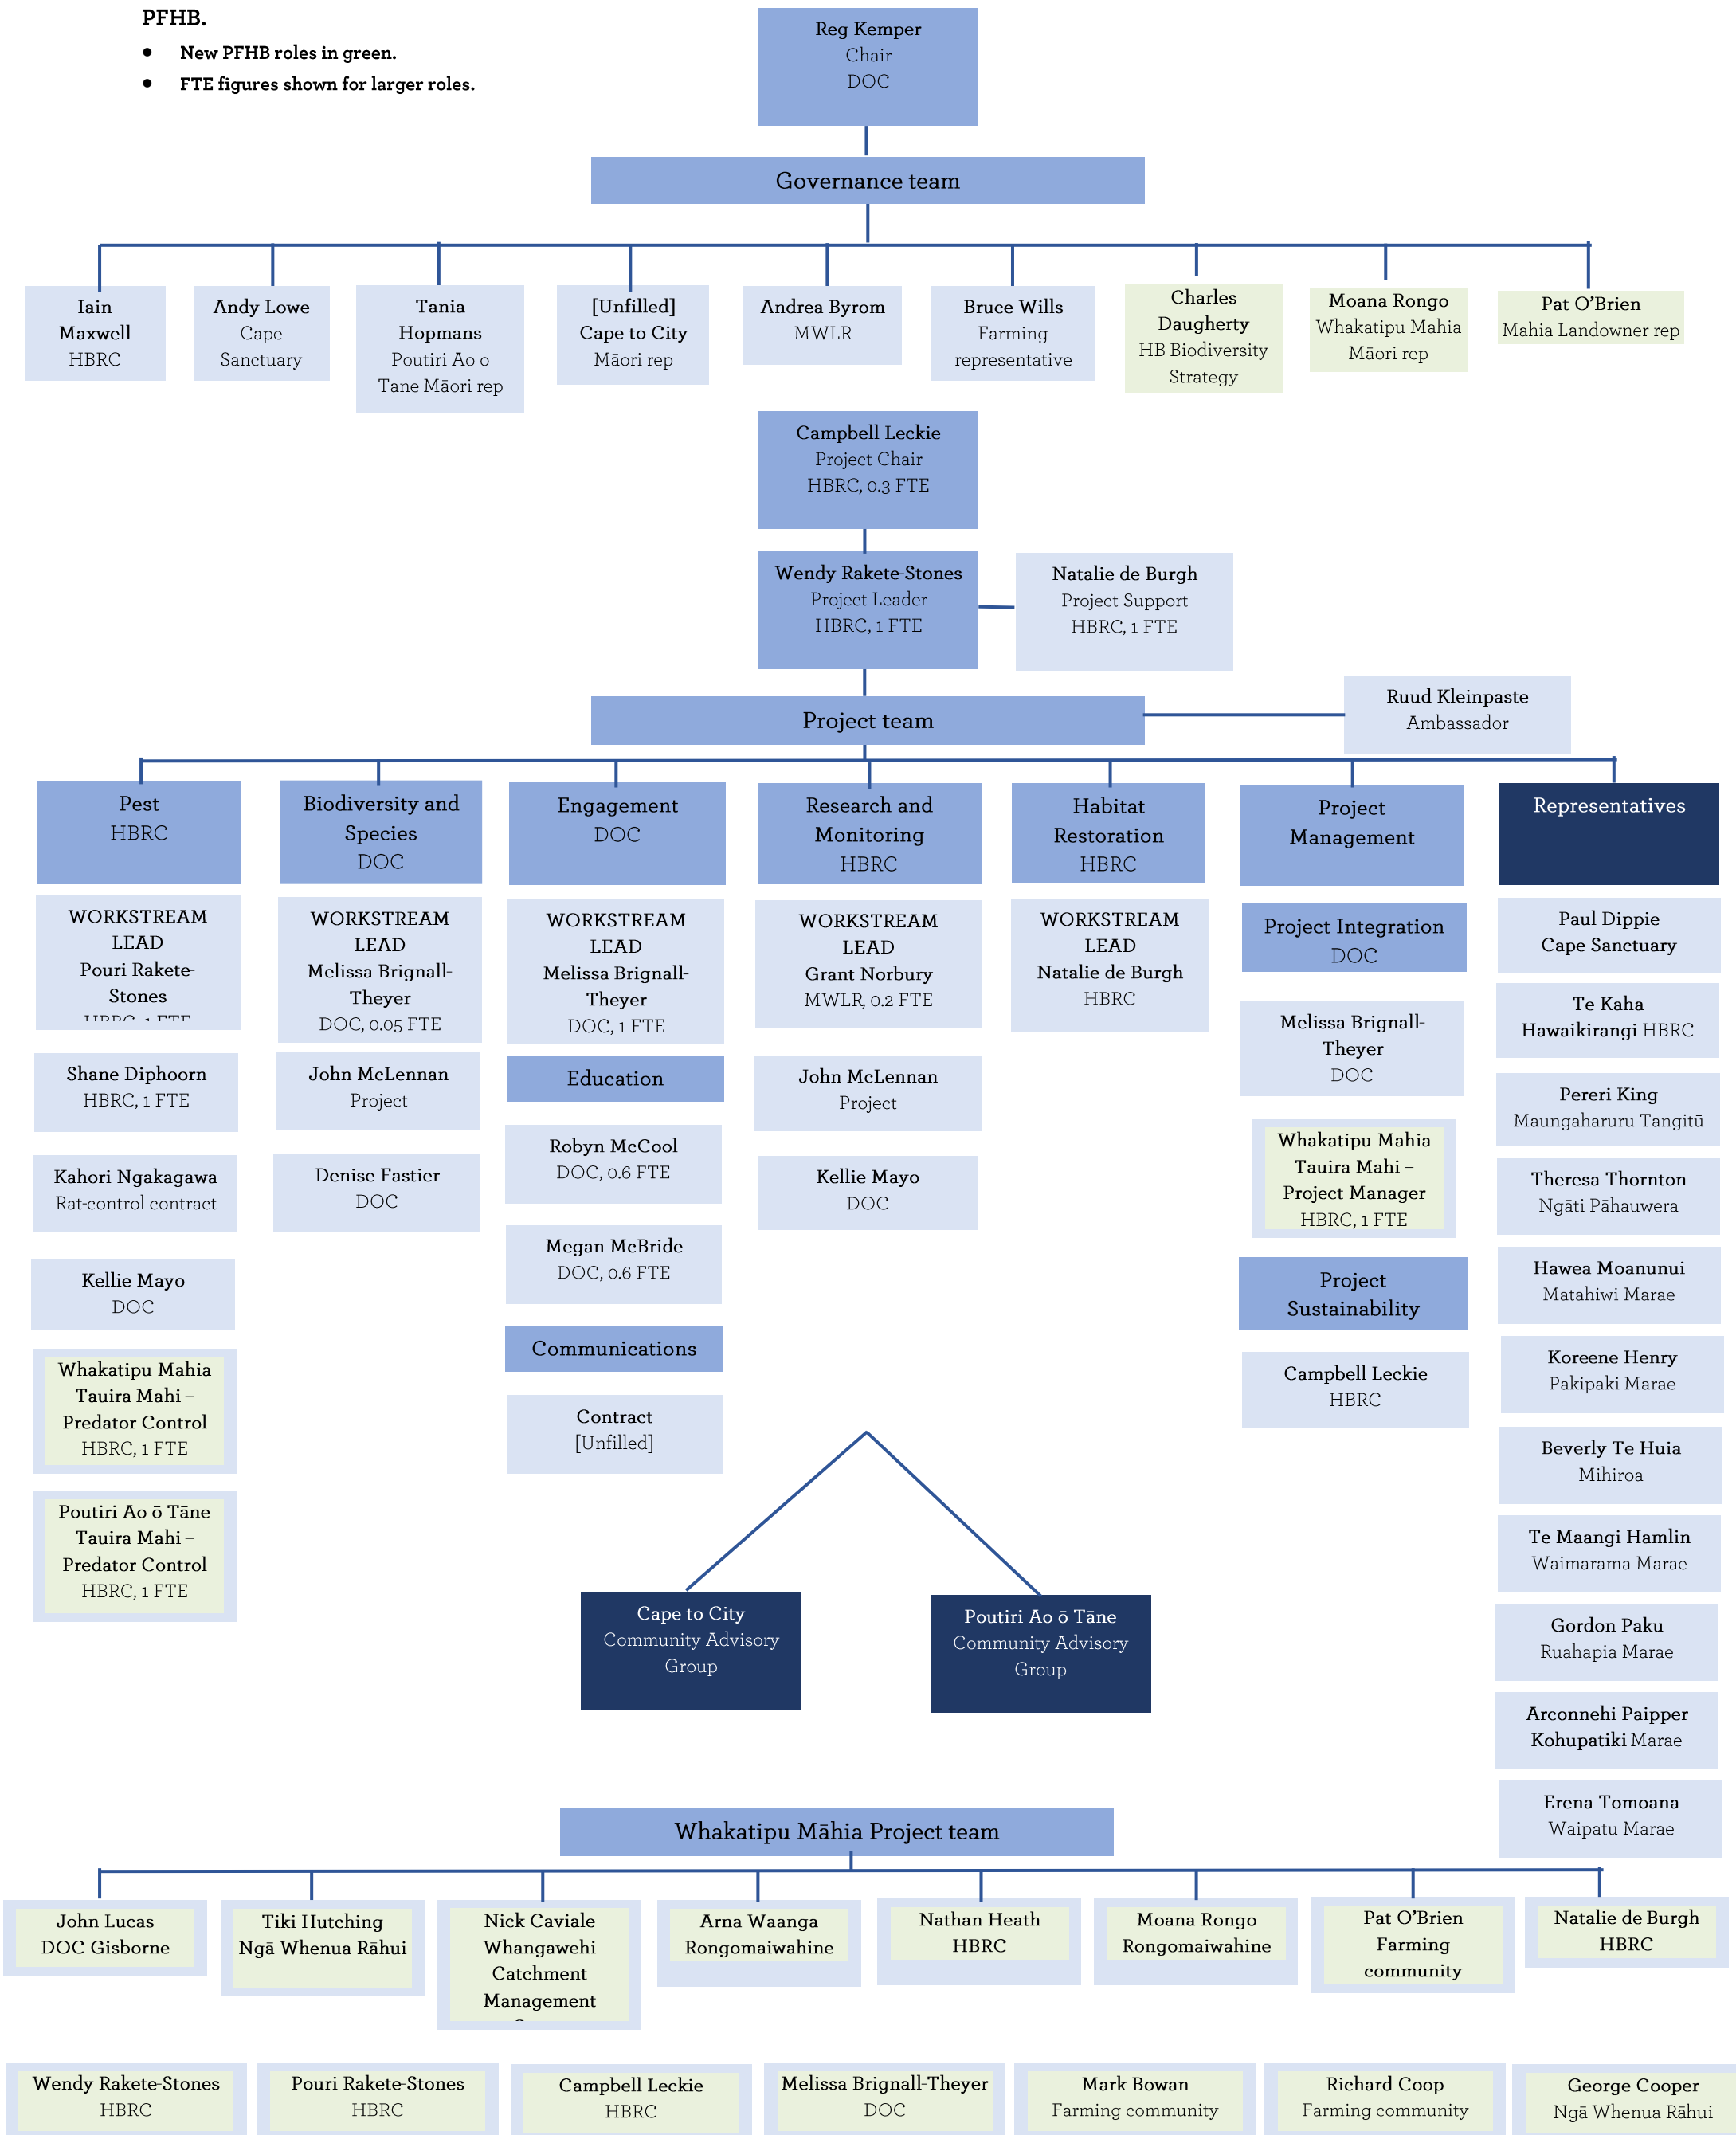 PFHB.
• New PFHB roles in green.
• FTE figures shown for larger roles.
Reg Kemper
Chair
DOC
Governance team
Iain
Maxwell
HBRC
Andy Lowe
Cape
Sanctuary
Tania
Hopmans
Poutiri Ao o
Tane Māori rep
[Unfilled]
Cape to City
Māori rep
Andrea Byrom
MWLR
Bruce Wills
Farming
representative
Charles
Daugherty
HB Biodiversity
Strategy
Moana Rongo
Whakatipu Mahia
Māori rep
Pat O’Brien
Mahia Landowner rep
Campbell Leckie
Project Chair
HBRC, 0.3 FTE
Wendy Rakete-Stones
Project Leader
HBRC, 1 FTE
Natalie de Burgh
Project Support
HBRC, 1 FTE
Project team
Ruud Kleinpaste
Ambassador
Pest
HBRC
WORKSTREAM
LEAD
Pouri Rakete-
Stones
HBRC, 1 FTE
Shane Diphoorn
HBRC, 1 FTE
Kahori Ngakagawa
Rat-control contract
Kellie Mayo
DOC
Whakatipu Mahia
Tauira Mahi –
Predator Control
HBRC, 1 FTE
Poutiri Ao ō Tāne
Tauira Mahi –
Predator Control
HBRC, 1 FTE
Biodiversity and
Species
DOC
WORKSTREAM
LEAD
Melissa Brignall-
Theyer
DOC, 0.05 FTE
John McLennan
Project
Denise Fastier
DOC
Engagement
DOC
WORKSTREAM
LEAD
Melissa Brignall-
Theyer
DOC, 1 FTE
Education
Robyn McCool
DOC, 0.6 FTE
Megan McBride
DOC, 0.6 FTE
Communications
Contract
[Unfilled]
Research and
Monitoring
HBRC
WORKSTREAM
LEAD
Grant Norbury
MWLR, 0.2 FTE
John McLennan
Project
Kellie Mayo
DOC
Habitat
Restoration
HBRC
WORKSTREAM
LEAD
Natalie de Burgh
HBRC
Project
Management
Project Integration
DOC
Melissa Brignall-
Theyer
DOC
Whakatipu Mahia
Tauira Mahi –
Project Manager
HBRC, 1 FTE
Project
Sustainability
Campbell Leckie
HBRC
Representatives
Paul Dippie
Cape Sanctuary
Te Kaha
Hawaikirangi HBRC
Pereri King
Maungaharuru Tangitū
Theresa Thornton
Ngāti Pāhauwera
Hawea Moanunui
Matahiwi Marae
Koreene Henry
Pakipaki Marae
Beverly Te Huia
Mihiroa
Te Maangi Hamlin
Waimarama Marae
Gordon Paku
Ruahapia Marae
Arconnehi Paipper
Kohupatiki Marae
Erena Tomoana
Waipatu Marae
Cape to City
Community Advisory
Group
Poutiri Ao ō Tāne
Community Advisory
Group
Whakatipu Māhia Project team
John Lucas
DOC Gisborne
Tiki Hutching
Ngā Whenua Rāhui
Nick Caviale
Whangawehi
Catchment
Management
Arna Waanga
Rongomaiwahine
Nathan Heath
HBRC
Moana Rongo
Rongomaiwahine
Pat O’Brien
Farming
community
Natalie de Burgh
HBRC
Wendy Rakete-Stones
HBRC
Pouri Rakete-Stones
HBRC
Campbell Leckie
HBRC
Melissa Brignall-Theyer
DOC
Mark Bowan
Farming community
Richard Coop
Farming community
George Cooper
Ngā Whenua Rāhui